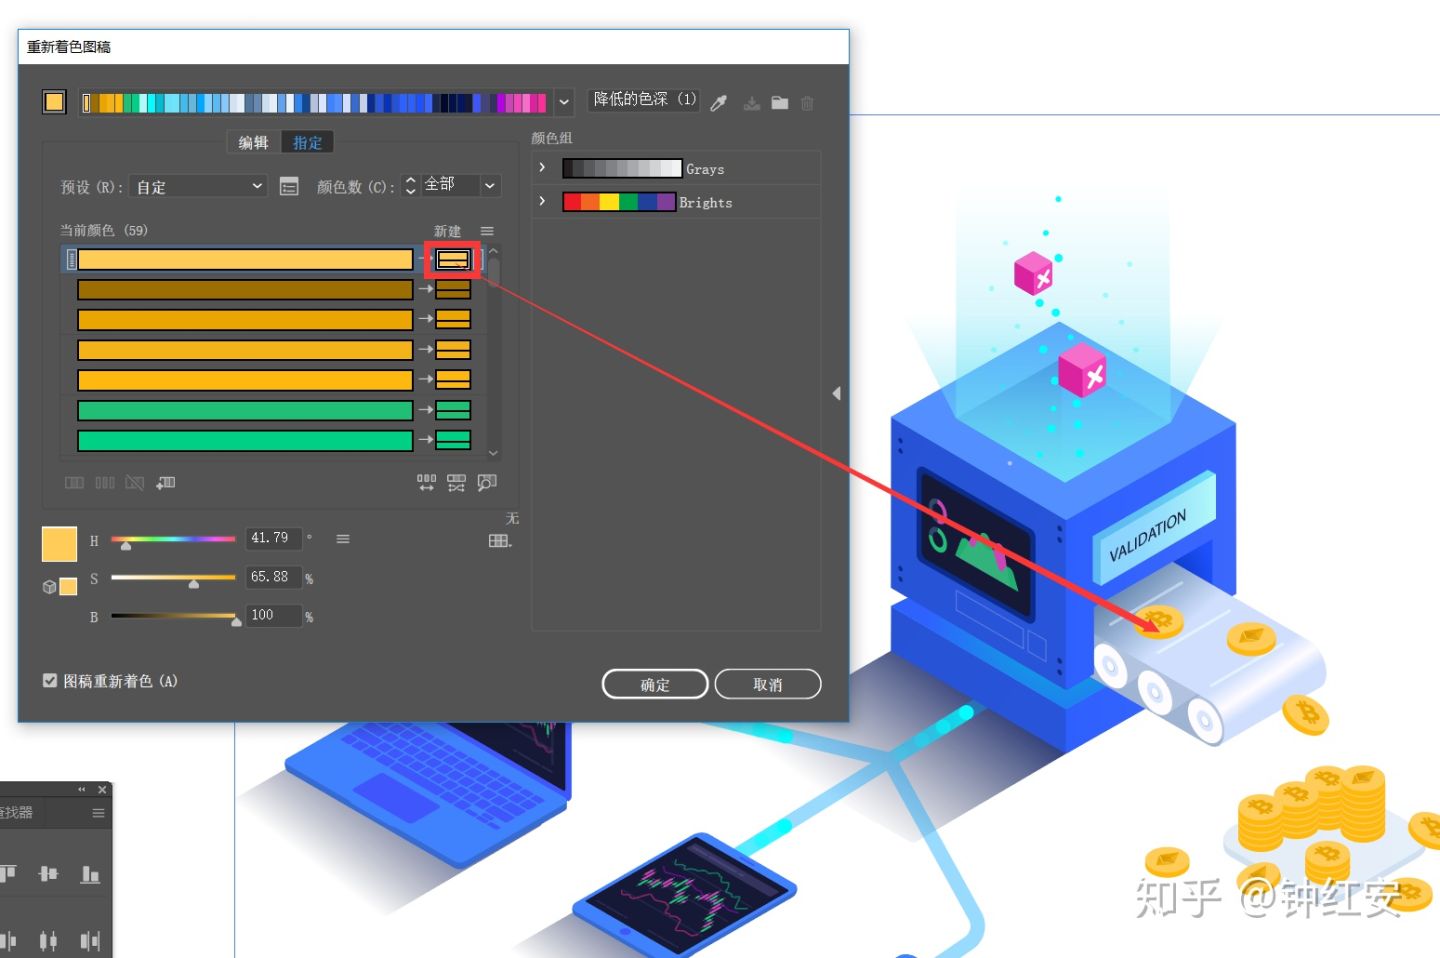 重新着色图稿
降低的色深 (1)
编辑 指定
颜色组
预设 (R): 自定
颜色数 (C): 全部
Grays
Brights
当前颜色 (59)
新建
无
H 41.79 °
S 65.88 %
B 100 %
图稿重新着色 (A)
确定
取消
VALIDATION
查找器
知乎 @钟红安